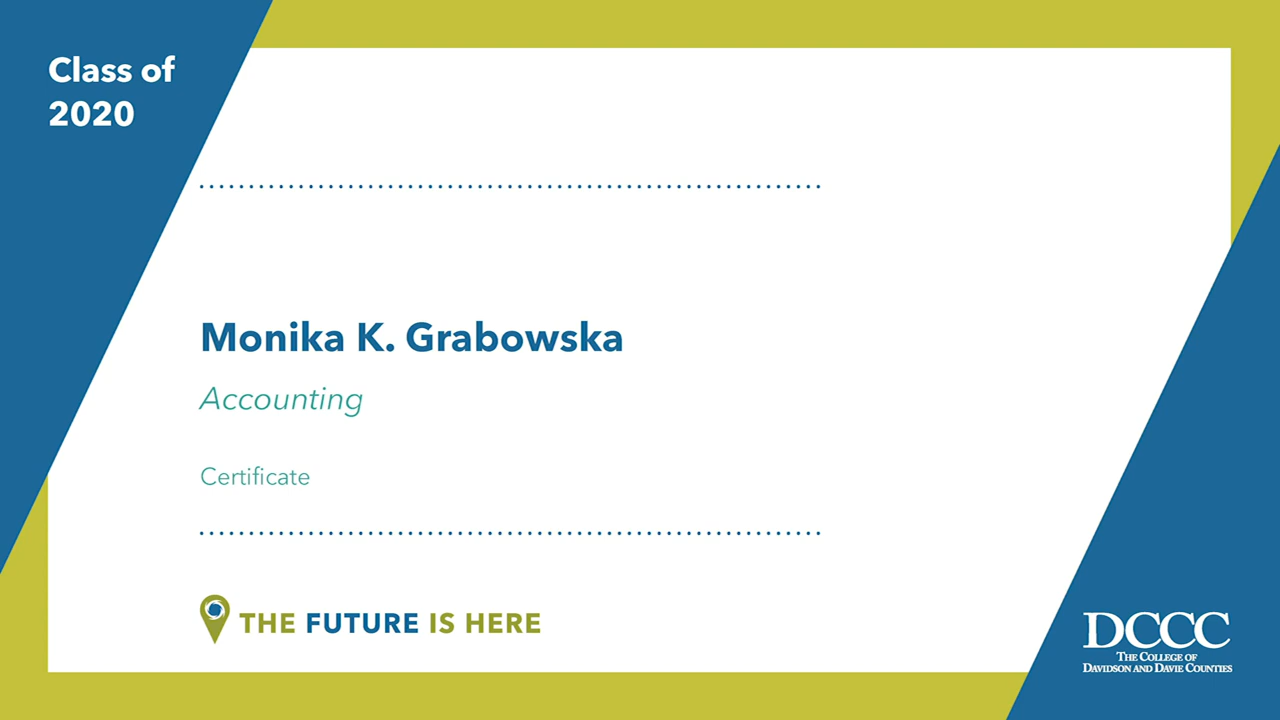 Class of
2020
Monika K. Grabowska
Accounting
Certificate
THE FUTURE IS HERE
DCCC
THE COLLEGE OF
DAVIDSON AND DAVIE COUNTIES